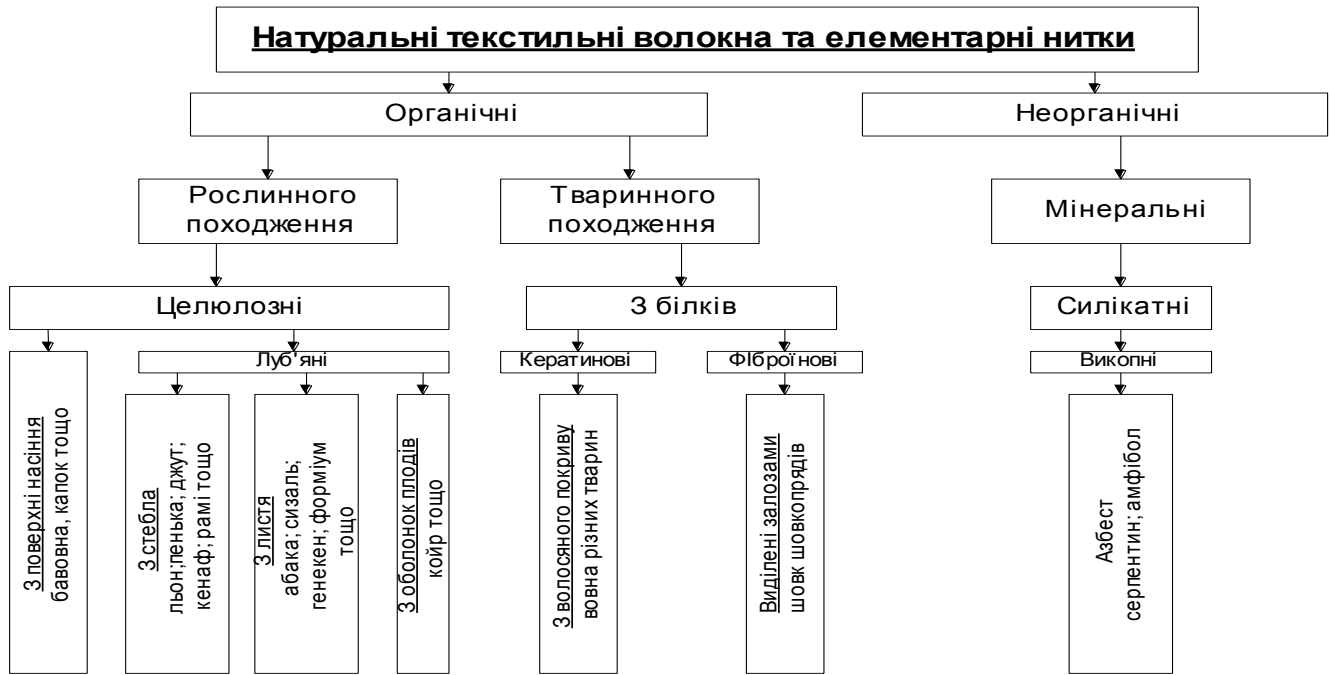 Натуральні текстильні волокна та елементарні нитки
Органічні
Неорганічні
Рослинного
походження
Тваринного
походження
Мінеральні
Целюлозні
З білків
Силікатні
Луб'яні
Кератинові
ФІброїнові
Викопні
З поверхні насіння
бавовна, капок тощо
З стебла
льон;пенька; джут;
кенаф; рамі тощо
З листя
абака; сизаль;
генекен; форміум
тощо
З оболонок плодів
койр тощо
З волосяного покриву
вовна різних тварин
Виділені залозами
шовк шовкопрядів
Азбест
серпентин; амфібол